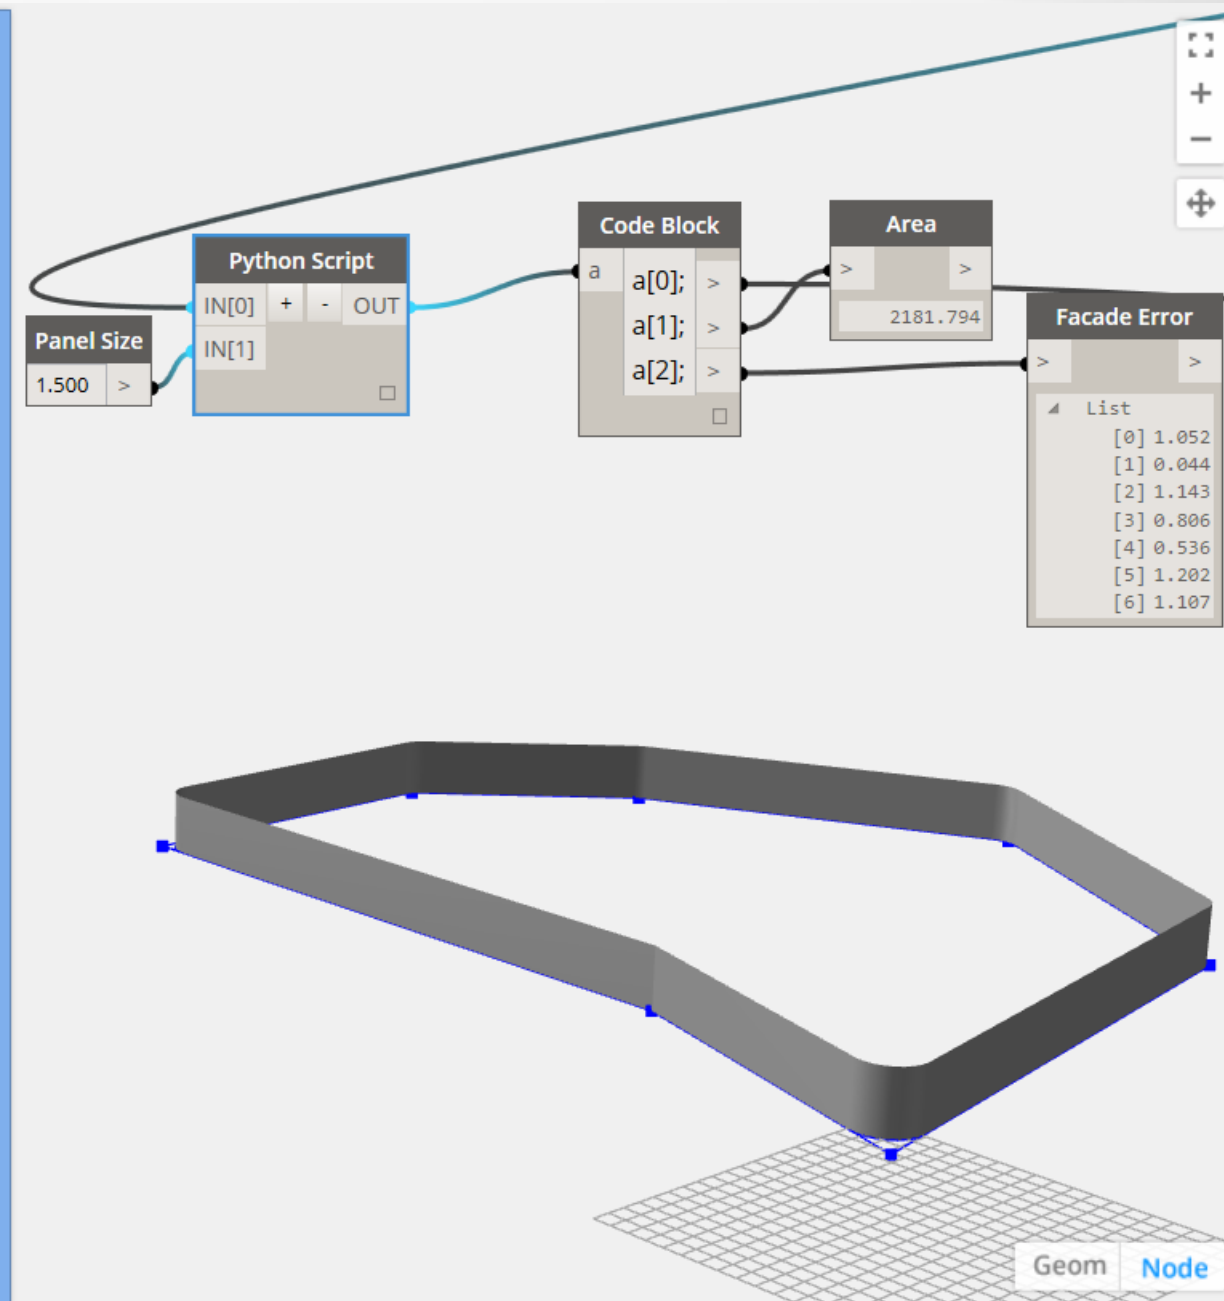 Python Script
IN[0] + - OUT
IN[1]
Panel Size
1.500 >
Code Block
a a[0]; >
a[1]; >
a[2]; >
Area
> >
2181.794
Facade Error
> >
List
[0] 1.052
[1] 0.044
[2] 1.143
[3] 0.806
[4] 0.536
[5] 1.202
[6] 1.107
+
−
Geom Node